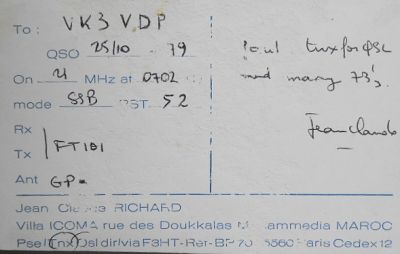 To: VK3VDP
QSO 25/10 - 79
On 21 MHz at 0702
mode SSB RST 52
Rx
Tx FT101
Ant GP
tnx for QSL
and many 73's
Jean Claude
Jean Claude RICHARD
Villa ICOMA rue des Doukkalas Mohammedia MAROC
Pse Tnx Qsl dir/via F3HT-Ref-BP 70 Paris Cedex 12